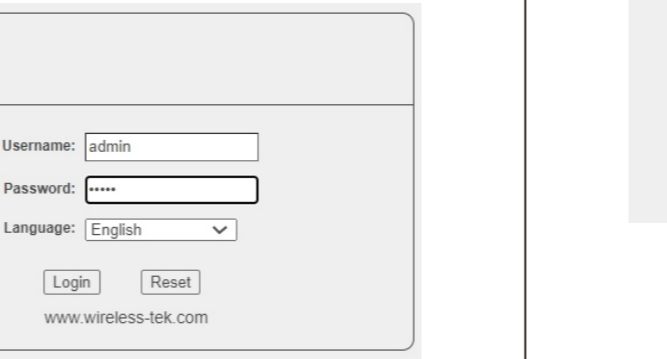 Username: admin
Password: •••••
Language: English
Login Reset
www.wireless-tek.com